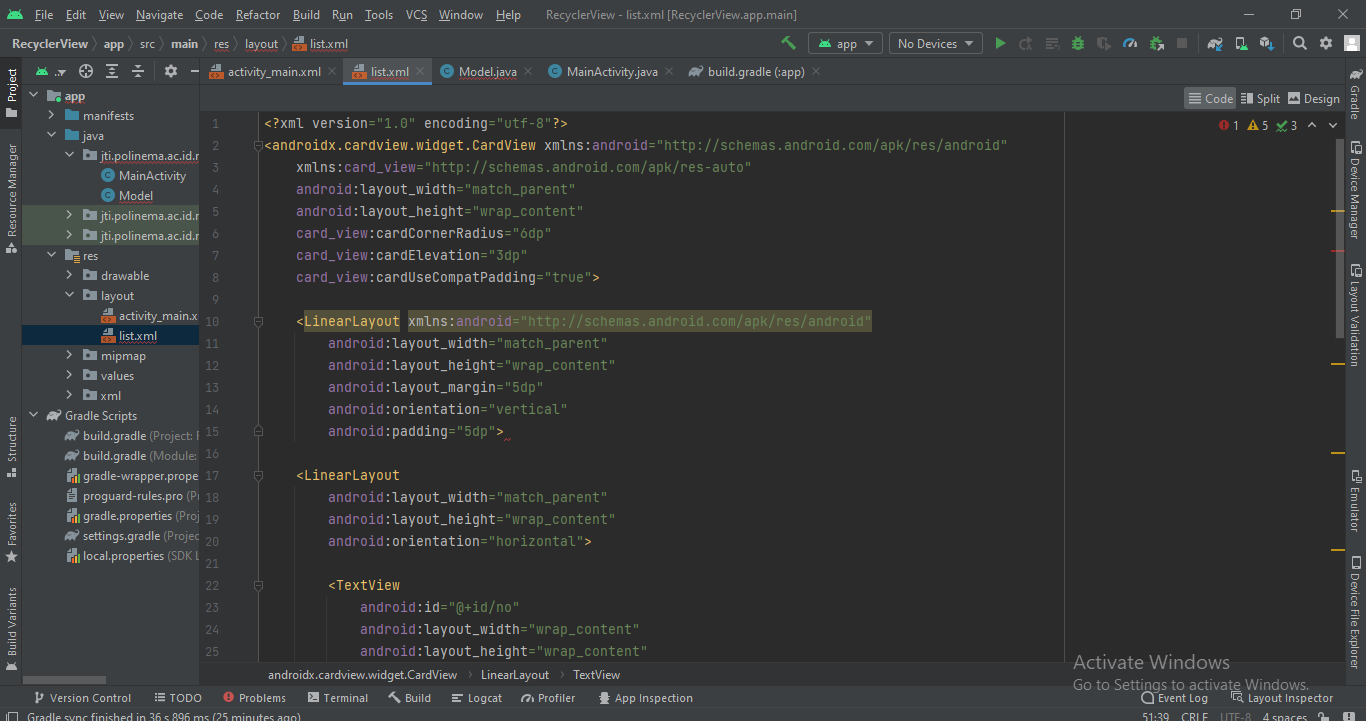 File Edit View Navigate Code Refactor Build Run Tools VCS Window Help RecyclerView - list.xml [RecyclerView.app.main]
RecyclerView app src main res layout list.xml app No Devices
activity_main.xml list.xml Model.java MainActivity.java build.gradle (:app)
Code Split Design
Project
Resource Manager
Structure
Favorites
Build Variants
app
manifests
java
jti.polinema.ac.id.r
MainActivity
Model
jti.polinema.ac.id.r
jti.polinema.ac.id.r
res
drawable
layout
activity_main.x
list.xml
mipmap
values
xml
Gradle Scripts
build.gradle (Project:
build.gradle (Module:
gradle-wrapper.prope
proguard-rules.pro (P
gradle.properties (Proj
settings.gradle (Projec
local.properties (SDK L
1 5 3
1 <?xml version="1.0" encoding="utf-8"?>
2 <androidx.cardview.widget.CardView xmlns:android="http://schemas.android.com/apk/res/android"
3 xmlns:card_view="http://schemas.android.com/apk/res-auto"
4 android:layout_width="match_parent"
5 android:layout_height="wrap_content"
6 card_view:cardCornerRadius="6dp"
7 card_view:cardElevation="3dp"
8 card_view:cardUseCompatPadding="true">
9
10 <LinearLayout xmlns:android="http://schemas.android.com/apk/res/android"
11 android:layout_width="match_parent"
12 android:layout_height="wrap_content"
13 android:layout_margin="5dp"
14 android:orientation="vertical"
15 android:padding="5dp">
16
17 <LinearLayout
18 android:layout_width="match_parent"
19 android:layout_height="wrap_content"
20 android:orientation="horizontal">
21
22 <TextView
23 android:id="@+id/no"
24 android:layout_width="wrap_content"
25 android:layout_height="wrap_content"
androidx.cardview.widget.CardView LinearLayout TextView
Gradle
Device Manager
Layout Validation
Emulator
Device File Explorer
Activate Windows
Go to Settings to activate Windows.
Version Control TODO Problems Terminal Build Logcat Profiler App Inspection Event Log Layout Inspector
Gradle sync finished in 36 s 896 ms (25 minutes ago) 51:39 CRLF UTF-8 4 spaces